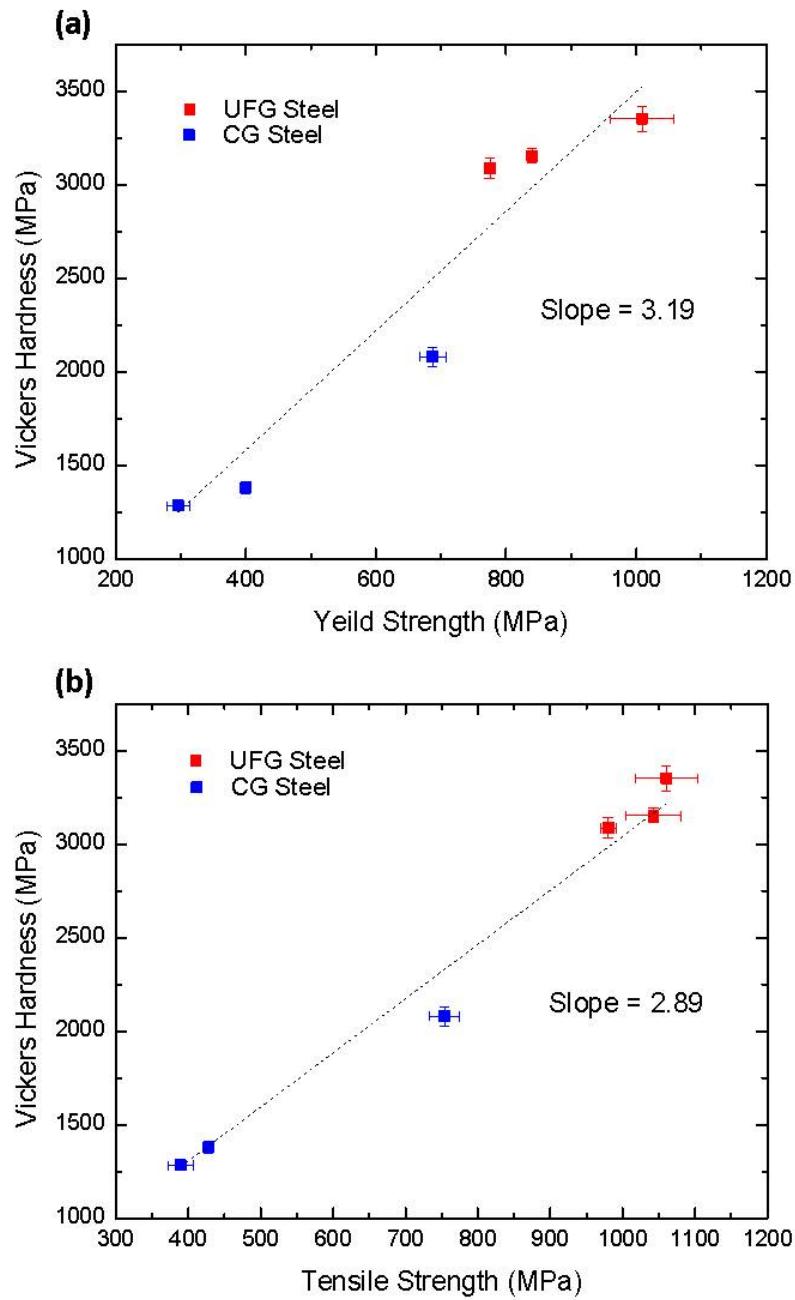 (a)
3500
3000
2500
2000
1500
1000
Vickers Hardness (MPa)
UFG Steel
CG Steel
Slope = 3.19
200 400 600 800 1000 1200
Yeild Strength (MPa)
(b)
3500
3000
2500
2000
1500
1000
Vickers Hardness (MPa)
UFG Steel
CG Steel
Slope = 2.89
300 400 500 600 700 800 900 1000 1100 1200
Tensile Strength (MPa)